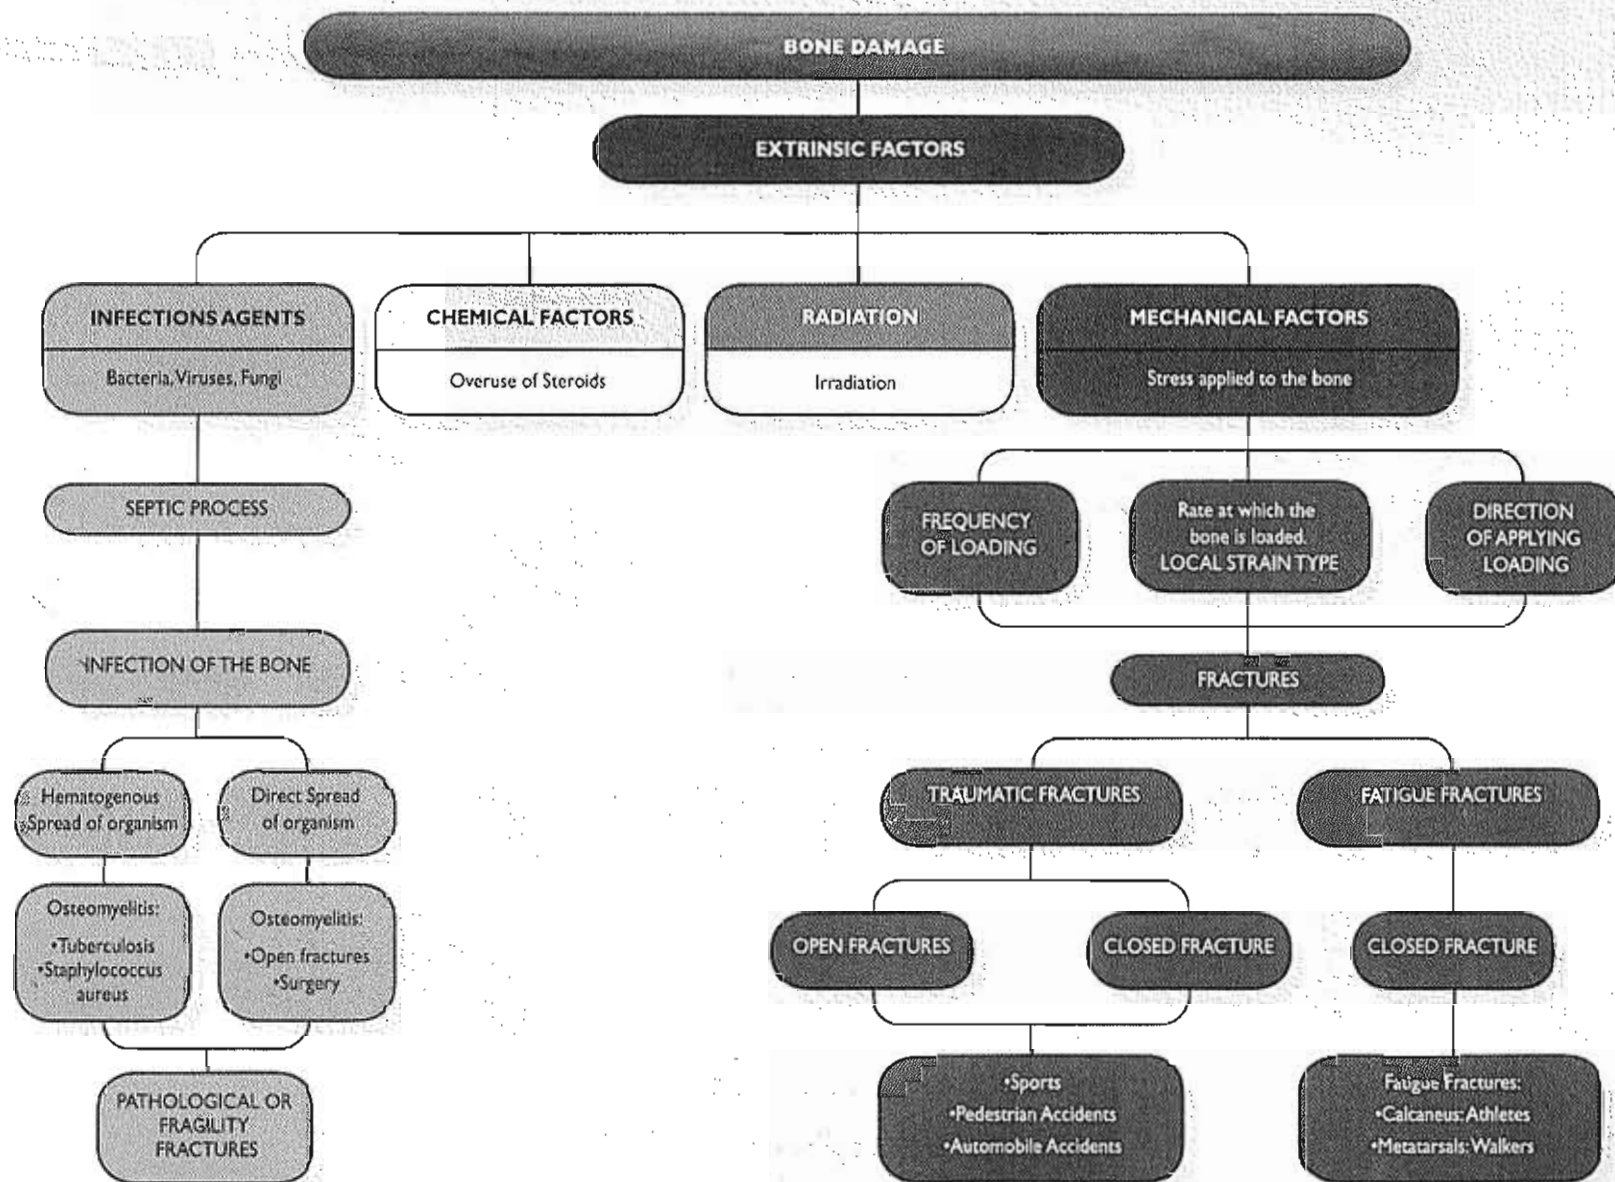 BONE DAMAGE
EXTRINSIC FACTORS
INFECTIONS AGENTS
Bacteria, Viruses, Fungi
CHEMICAL FACTORS
Overuse of Steroids
RADIATION
Irradiation
MECHANICAL FACTORS
Stress applied to the bone
SEPTIC PROCESS
FREQUENCY
OF LOADING
Rate at which the
bone is loaded.
LOCAL STRAIN TYPE
DIRECTION
OF APPLYING
LOADING
INFECTION OF THE BONE
FRACTURES
Hematogenous
Spread of organism
Direct Spread
of organism
TRAUMATIC FRACTURES
FATIGUE FRACTURES
Osteomyelitis:
•Tuberculosis
•Staphylococcus
aureus
Osteomyelitis:
•Open fractures
•Surgery
OPEN FRACTURES
CLOSED FRACTURE
CLOSED FRACTURE
PATHOLOGICAL OR
FRAGILITY
FRACTURES
•Sports
•Pedestrian Accidents
•Automobile Accidents
Fatigue Fractures:
•Calcaneus: Athletes
•Metatarsals: Walkers